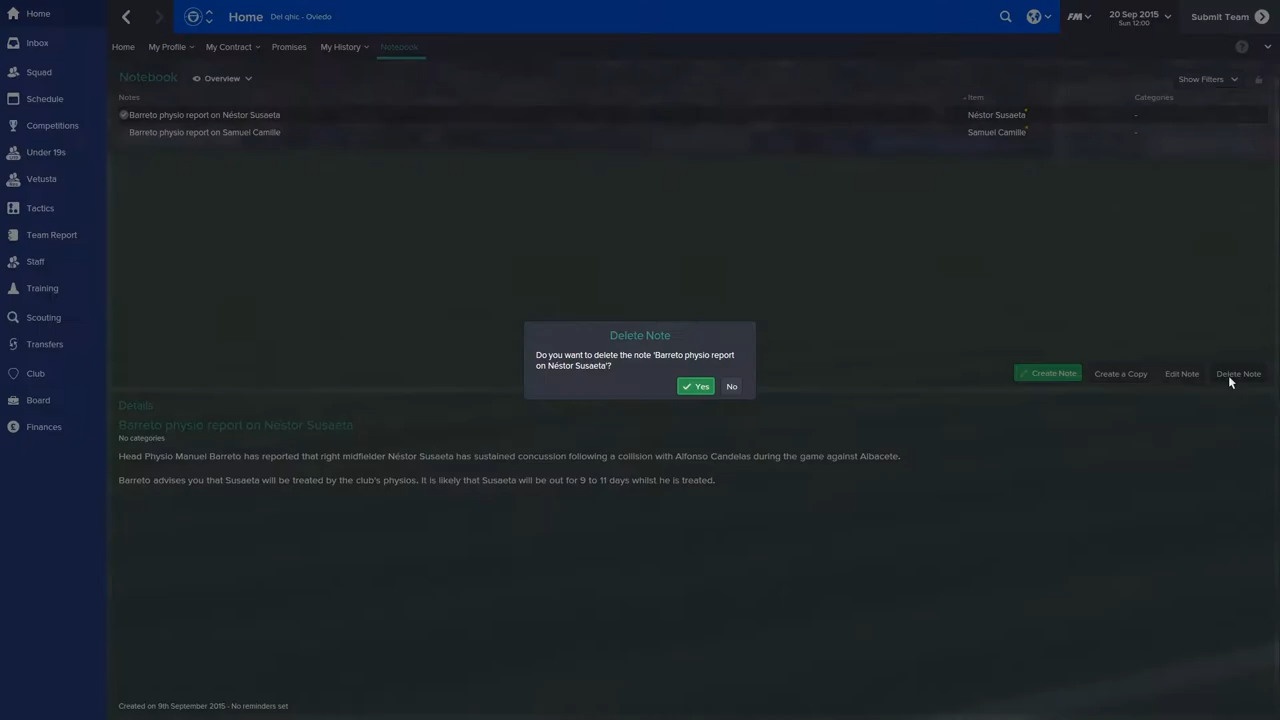 Home
Inbox
Squad
Schedule
Competitions
Under 19s
Vetusta
Tactics
Team Report
Staff
Training
Scouting
Transfers
Club
Board
Finances
Home Del qhic - Oviedo
FM 20 Sep 2015 Sun 12:00 Submit Team
Home My Profile My Contract Promises My History Notebook
Notebook Overview Show Filters
Notes Item Categories
Barreto physio report on Néstor Susaeta Néstor Susaeta -
Barreto physio report on Samuel Camille Samuel Camille -
Delete Note
Do you want to delete the note 'Barreto physio report
on Néstor Susaeta'?
Yes No
Create Note Create a Copy Edit Note Delete Note
Details
Barreto physio report on Néstor Susaeta
No categories
Head Physio Manuel Barreto has reported that right midfielder Néstor Susaeta has sustained concussion following a collision with Alfonso Candelas during the game against Albacete.
Barreto advises you that Susaeta will be treated by the club's physios. It is likely that Susaeta will be out for 9 to 11 days whilst he is treated.
Created on 9th September 2015 - No reminders set